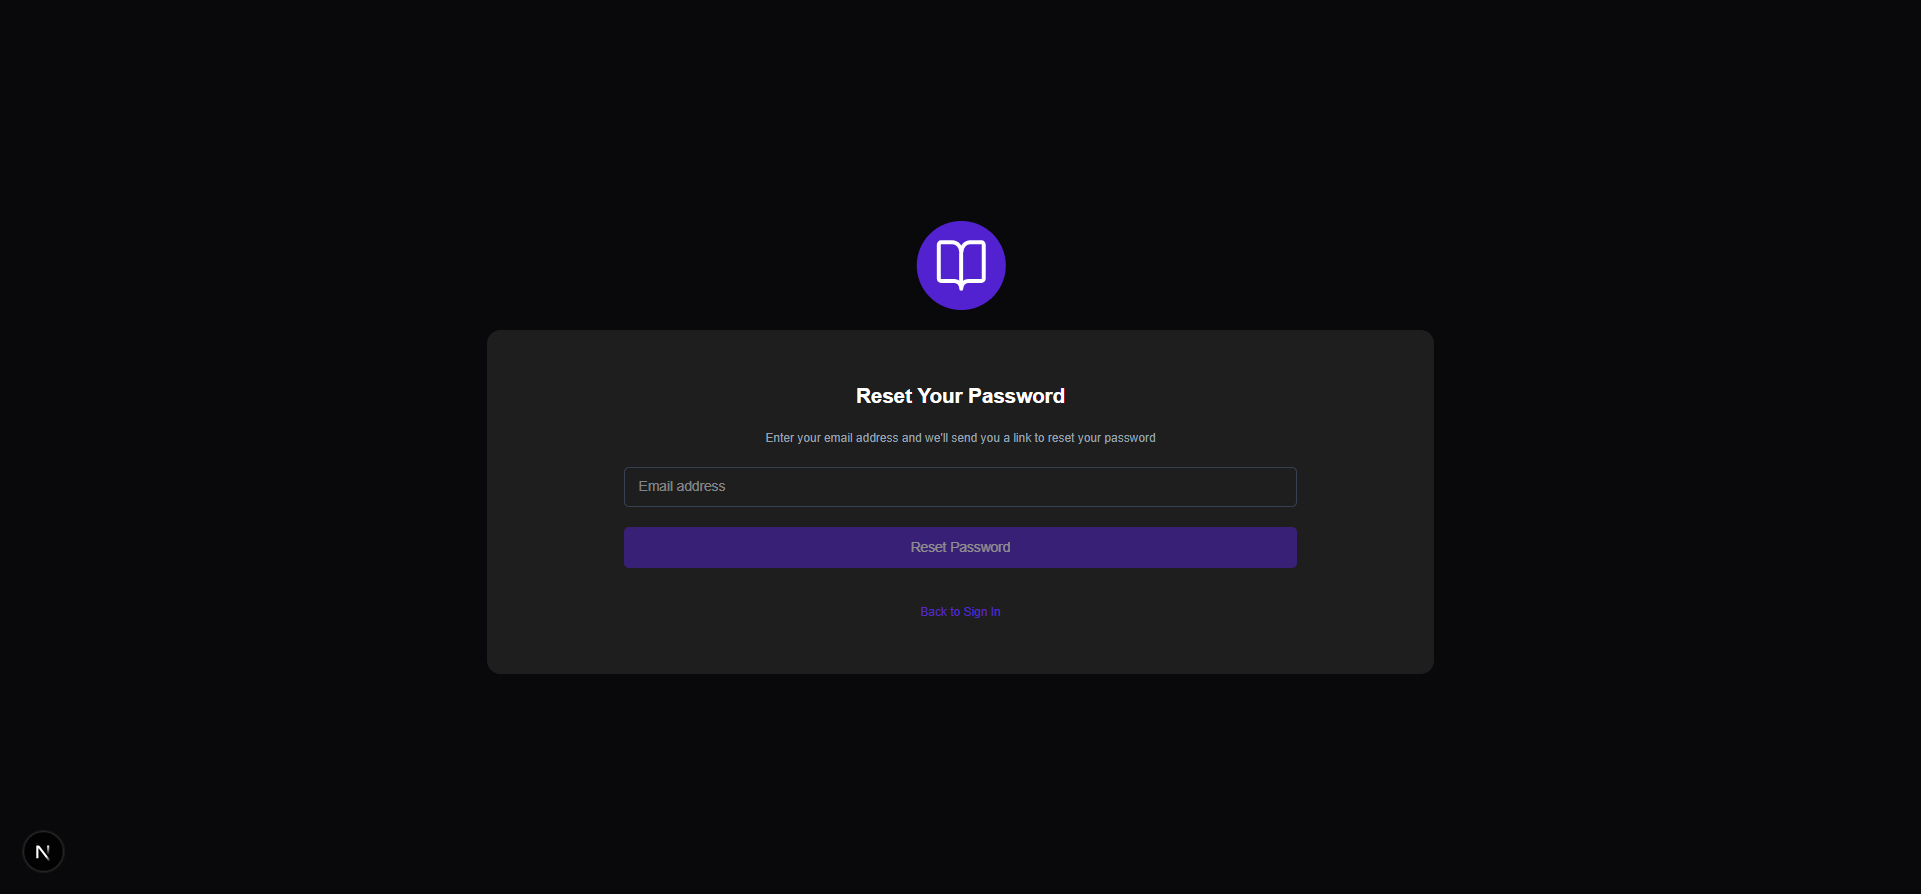 Reset Your Password
Enter your email address and we'll send you a link to reset your password
Email address
Reset Password
Back to Sign In
N